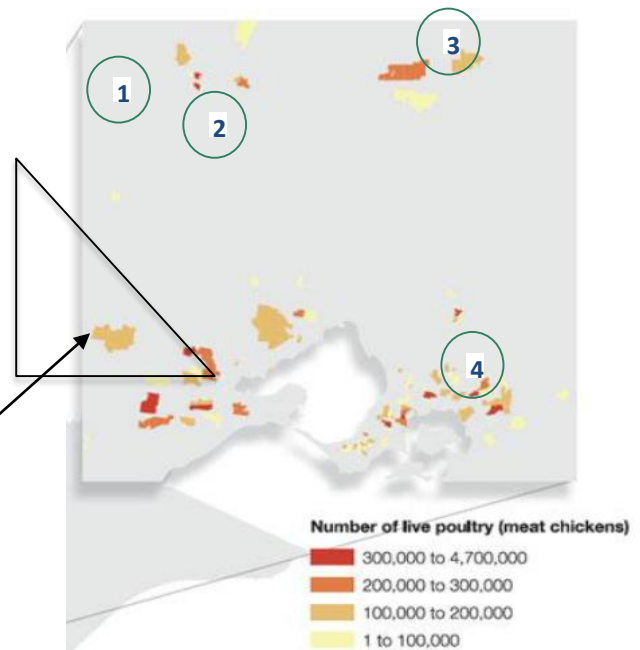 3
1
2
4
Number of live poultry (meat chickens)
300,000 to 4,700,000
200,000 to 300,000
100,000 to 200,000
1 to 100,000